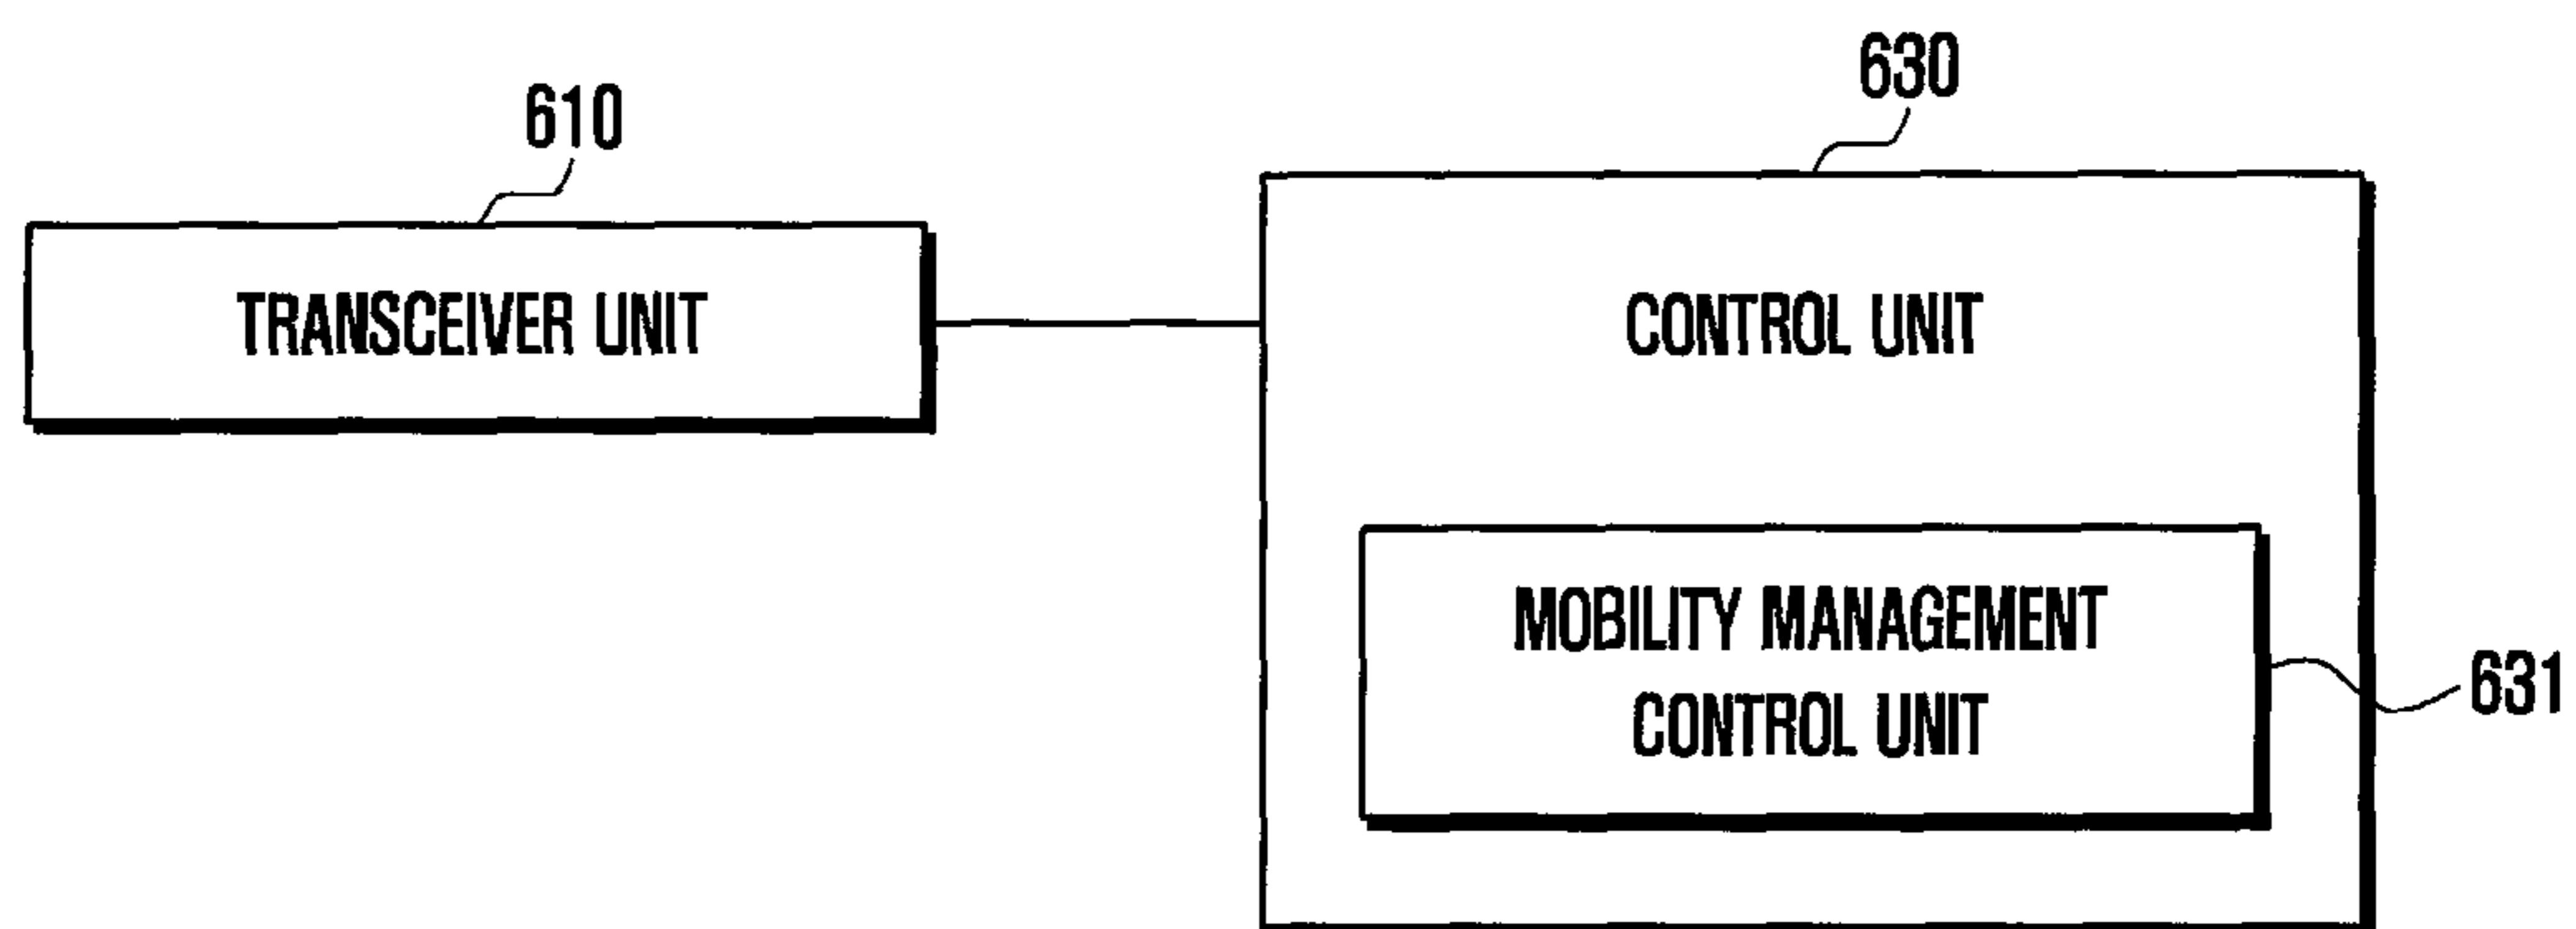 610
630
TRANSCEIVER UNIT
CONTROL UNIT
MOBILITY MANAGEMENT
CONTROL UNIT
631